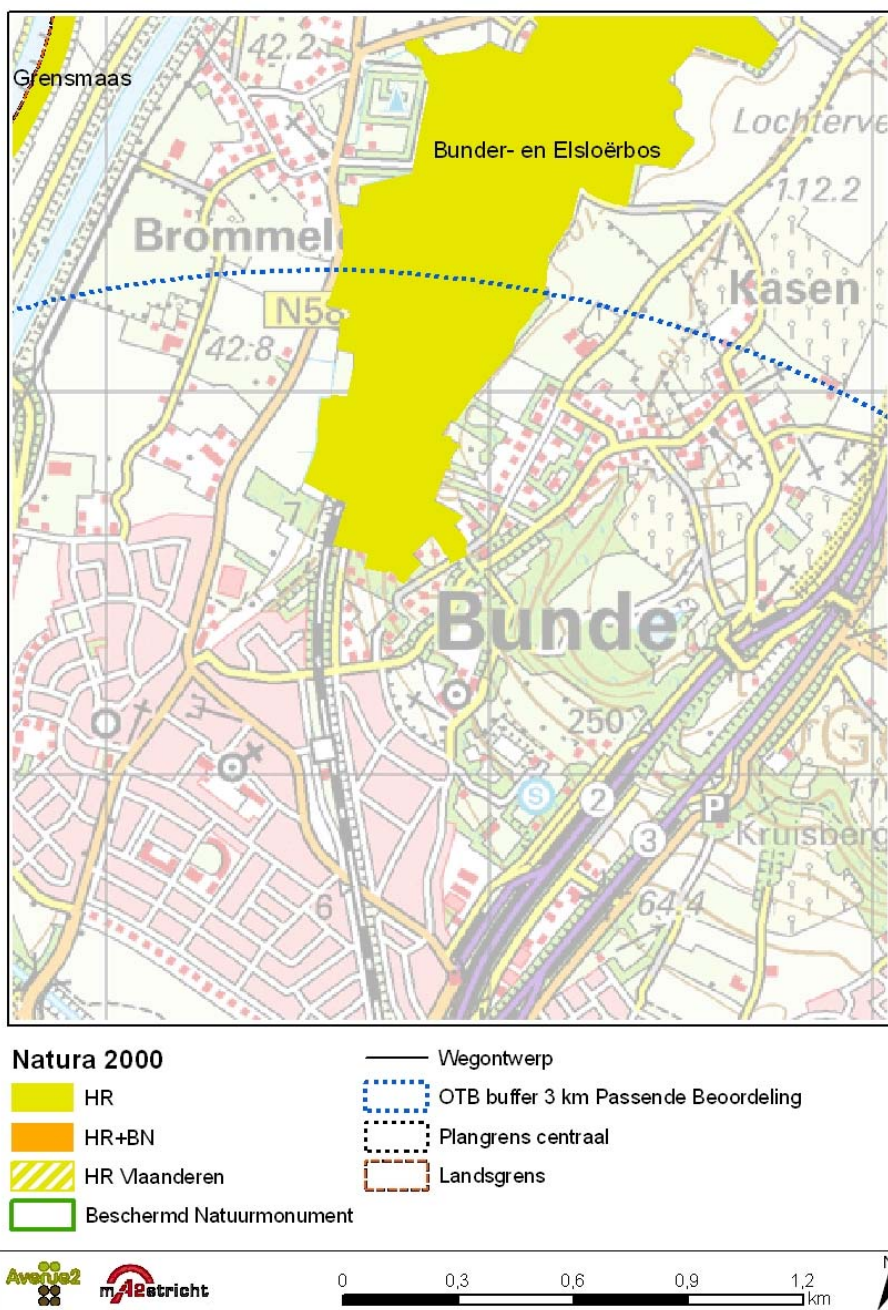 42.2
Grensmaas
Bunder- en Elsloërbos
Lochterve
112.2
Brommele
Kasen
N58
42.8
7
Bunde
250
S
2
P
3
Kruisberg
64.4
6
Natura 2000
HR
HR+BN
HR Vlaanderen
Beschermd Natuurmonument
Wegontwerp
OTB buffer 3 km Passende Beoordeling
Plangrens centraal
Landsgrens
Avenue2
mA2stricht
0 0,3 0,6 0,9 1,2
km
N